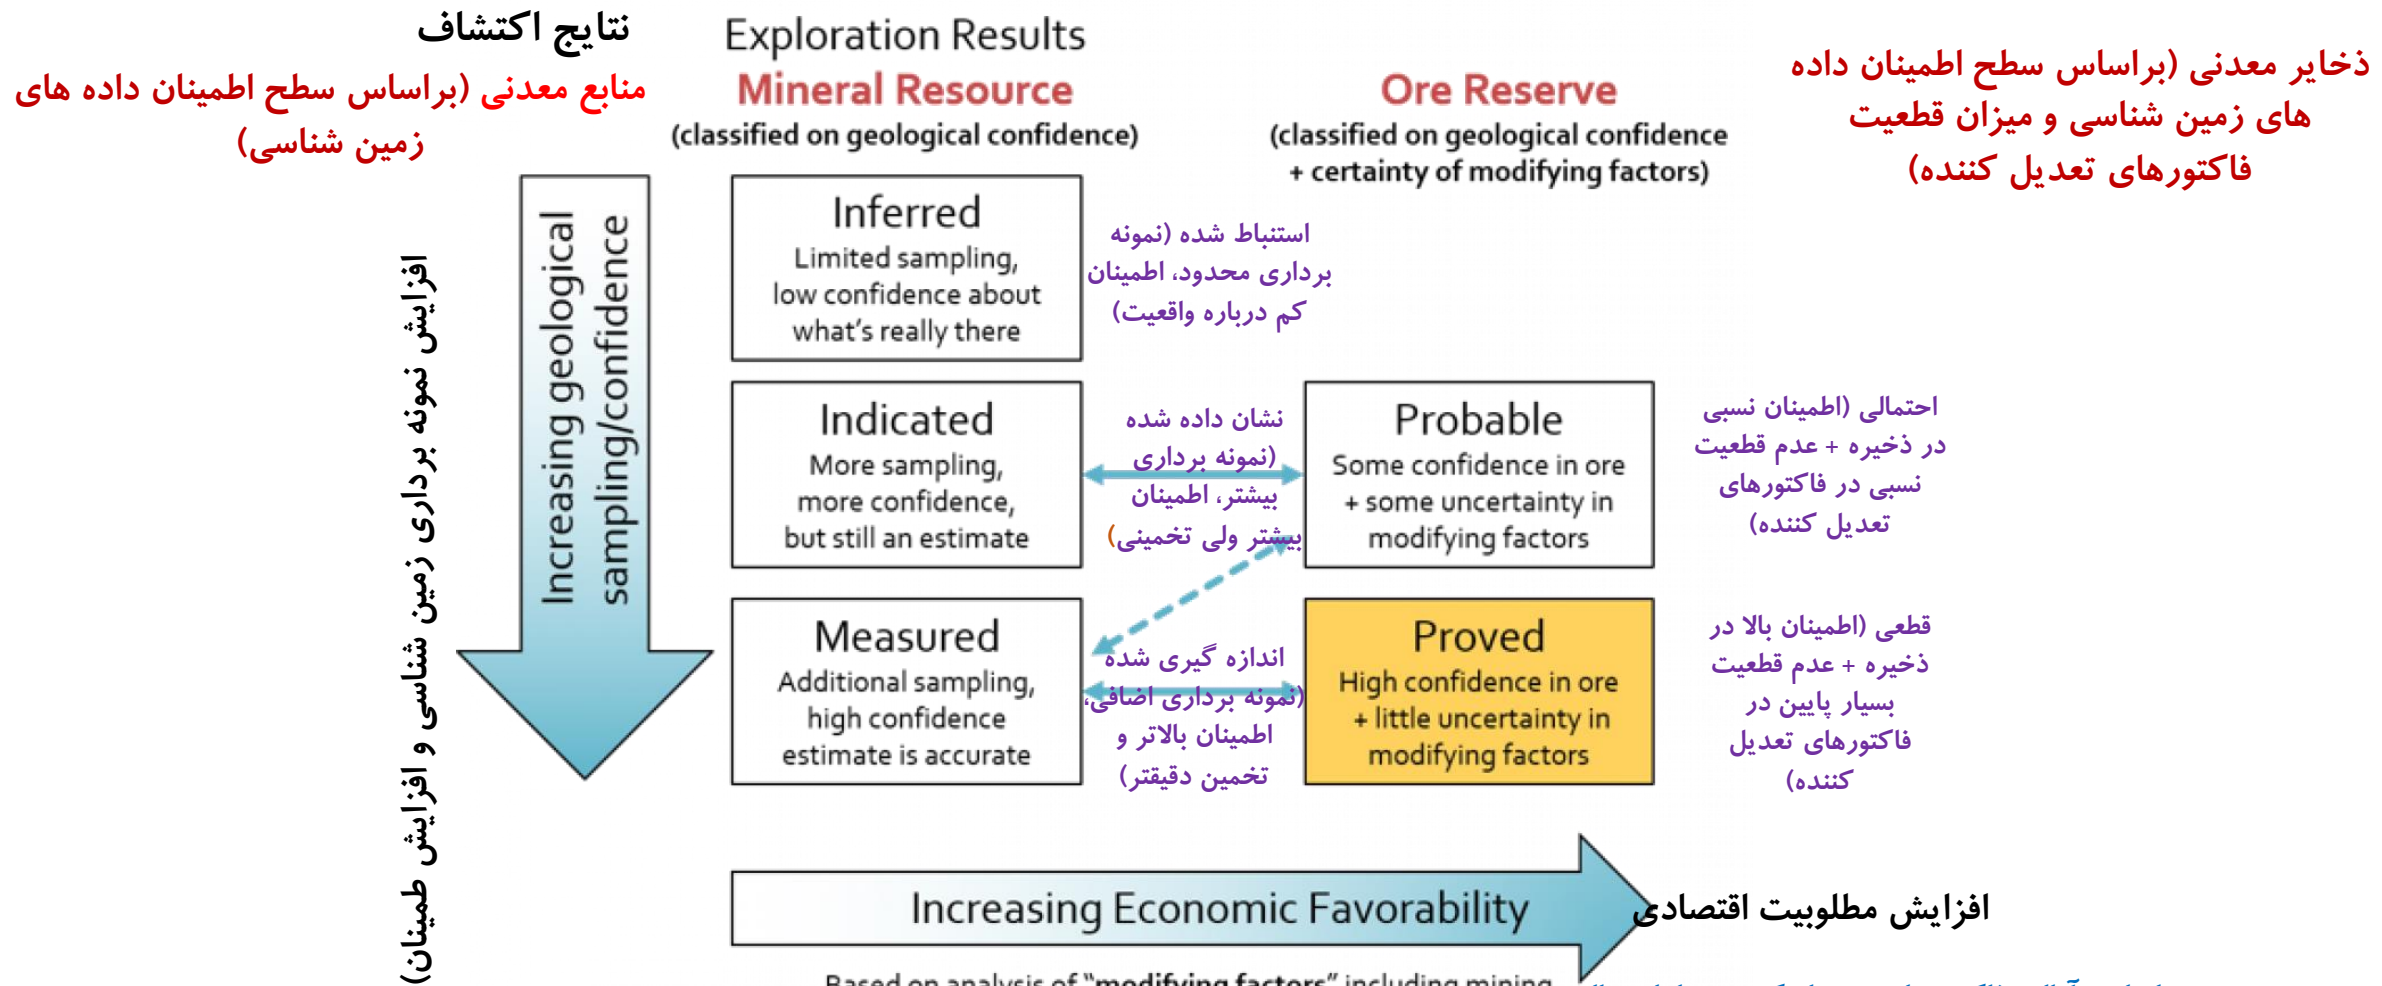 نتایج اکتشاف
منابع معدنی (براساس سطح اطمینان داده های
زمین شناسی)
Exploration Results
Mineral Resource
(classified on geological confidence)
Ore Reserve
(classified on geological confidence
+ certainty of modifying factors)
ذخایر معدنی (براساس سطح اطمینان داده
های زمین شناسی و میزان قطعیت
فاکتورهای تعدیل کننده)
افزایش نمونه برداری زمین شناسی و افزایش طمینان)
Increasing geological
sampling/confidence
Inferred
Limited sampling,
low confidence about
what's really there
استنباط شده (نمونه
برداری محدود، اطمینان
کم درباره واقعیت)
Indicated
More sampling,
more confidence,
but still an estimate
نشان داده شده
(نمونه برداری
بیشتر، اطمینان
بیشتر ولی تخمینی)
Probable
Some confidence in ore
+ some uncertainty in
modifying factors
احتمالی (اطمینان نسبی
در ذخیره + عدم قطعیت
نسبی در فاکتورهای
تعدیل کننده)
Measured
Additional sampling,
high confidence
estimate is accurate
اندازه گیری شده
(نمونه برداری اضافی،
اطمینان بالاتر و
تخمین دقیقتر)
Proved
High confidence in ore
+ little uncertainty in
modifying factors
قطعی (اطمینان بالا در
ذخیره + عدم قطعیت
بسیار پایین در
فاکتورهای تعدیل
کننده)
Increasing Economic Favorability
افزایش مطلوبیت اقتصادی
Based on analysis of "modifying factors" including mining